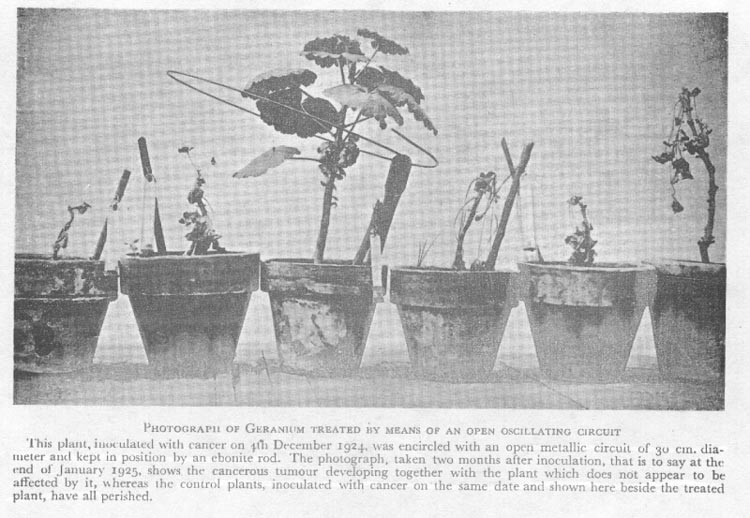 PHOTOGRAPH OF GERANIUM TREATED BY MEANS OF AN OPEN OSCILLATING CIRCUIT
This plant, inoculated with cancer on 4th December 1924, was encircled with an open metallic circuit of 30 cm. dia-
meter and kept in position by an ebonite rod. The photograph, taken two months after inoculation, that is to say at the
end of January 1925, shows the cancerous tumour developing together with the plant which does not appear to be
affected by it, whereas the control plants, inoculated with cancer on the same date and shown here beside the treated
plant, have all perished.